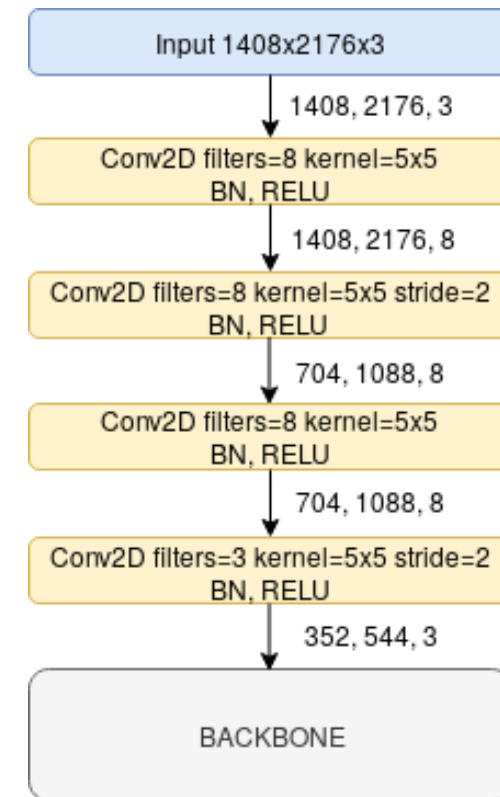 Input 1408x2176x3
1408, 2176, 3
Conv2D filters=8 kernel=5x5
BN, RELU
1408, 2176, 8
Conv2D filters=8 kernel=5x5 stride=2
BN, RELU
704, 1088, 8
Conv2D filters=8 kernel=5x5
BN, RELU
704, 1088, 8
Conv2D filters=3 kernel=5x5 stride=2
BN, RELU
352, 544, 3
BACKBONE